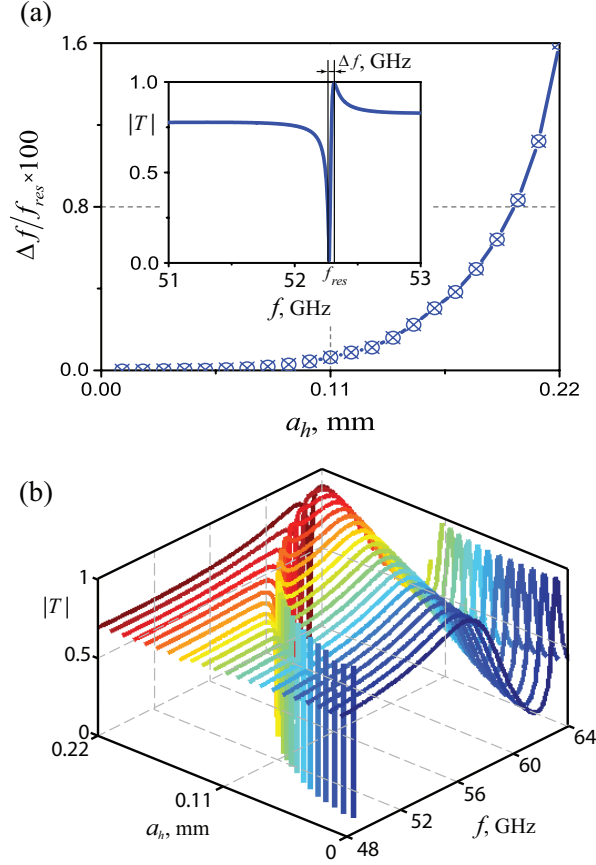 (a)
1.6
0.8
0.0
Δf/f_res ×100
0.00
0.11
0.22
a_h, mm
Δf, GHz
1.0
|T|
0.5
0.0
51
52
f_res
53
f, GHz
(b)
1
|T|
0.5
0
0.22
0.11
0
a_h, mm
48
52
56
60
64
f, GHz